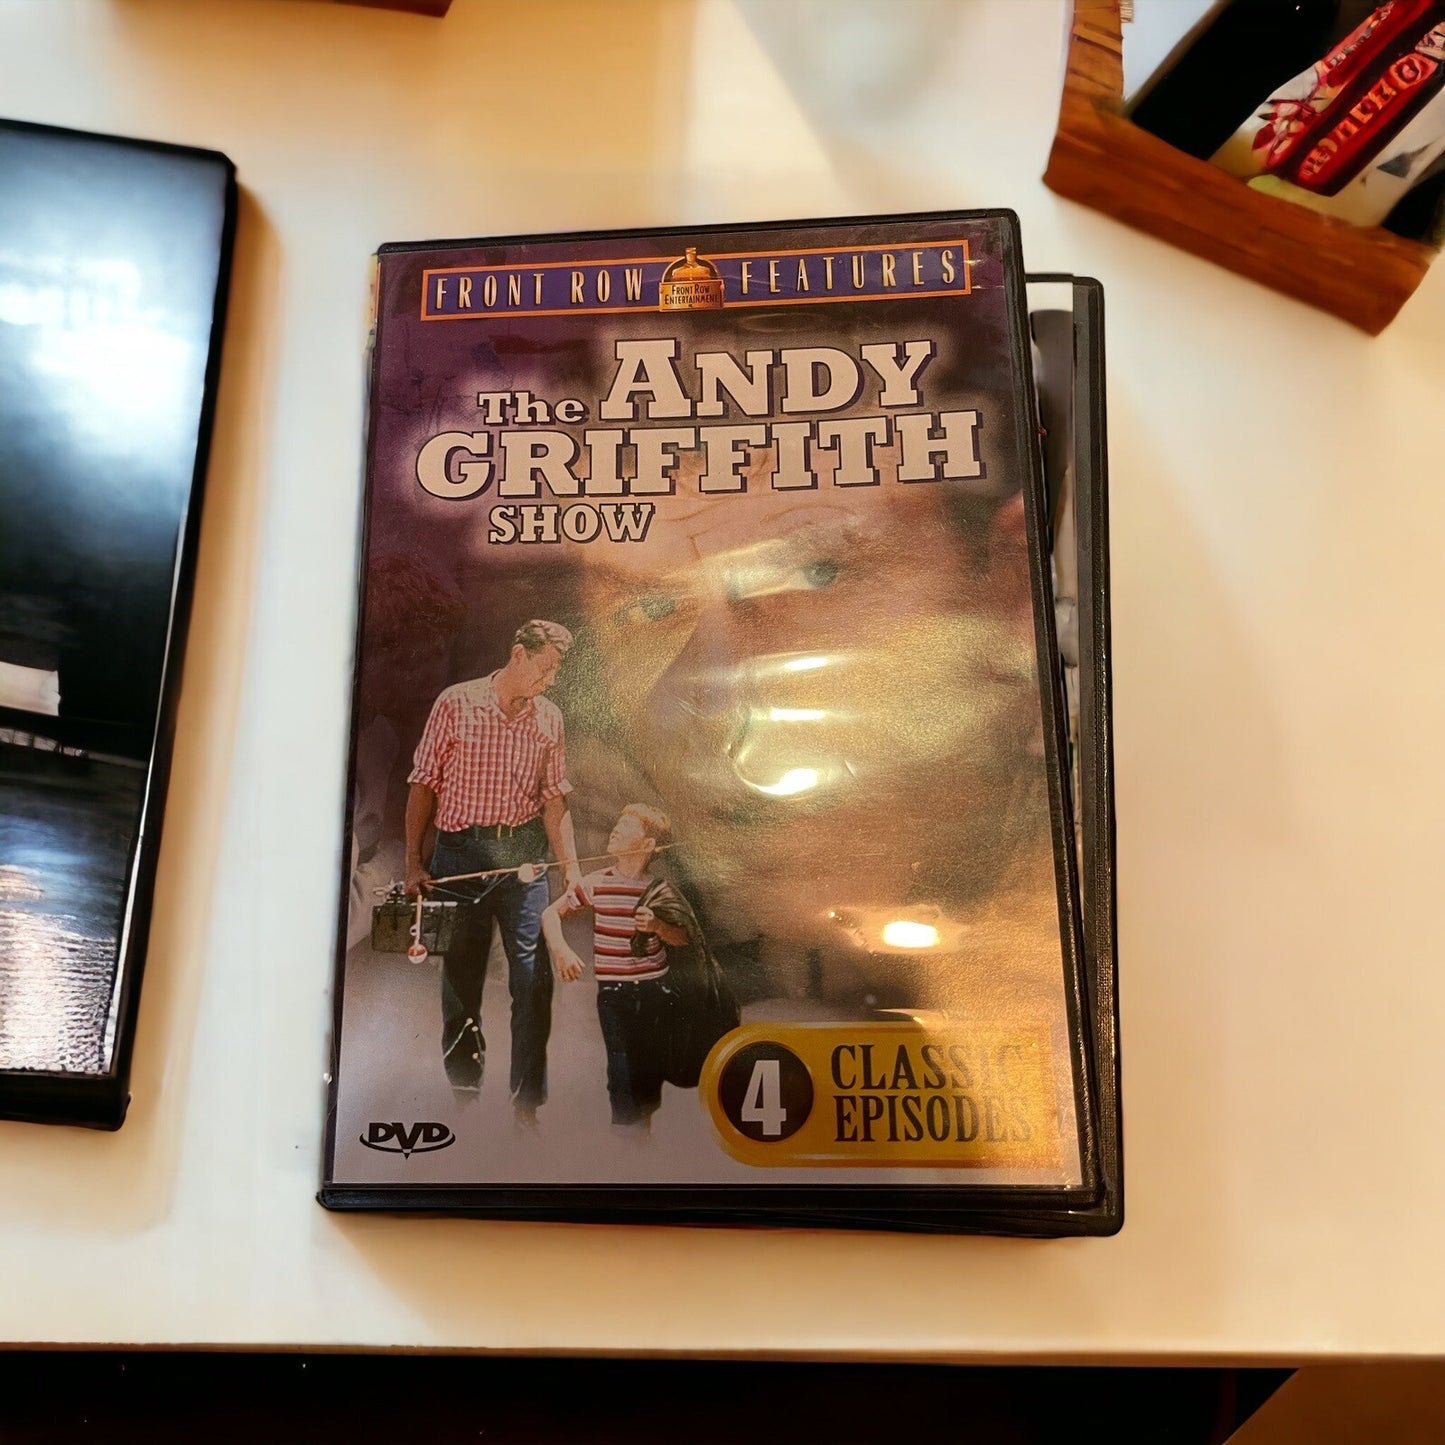 FRONT ROW FEATURES
FRONT ROW
ENTERTAINMENT
The ANDY
GRIFFITH
SHOW
4 CLASSIC
EPISODES
DVD